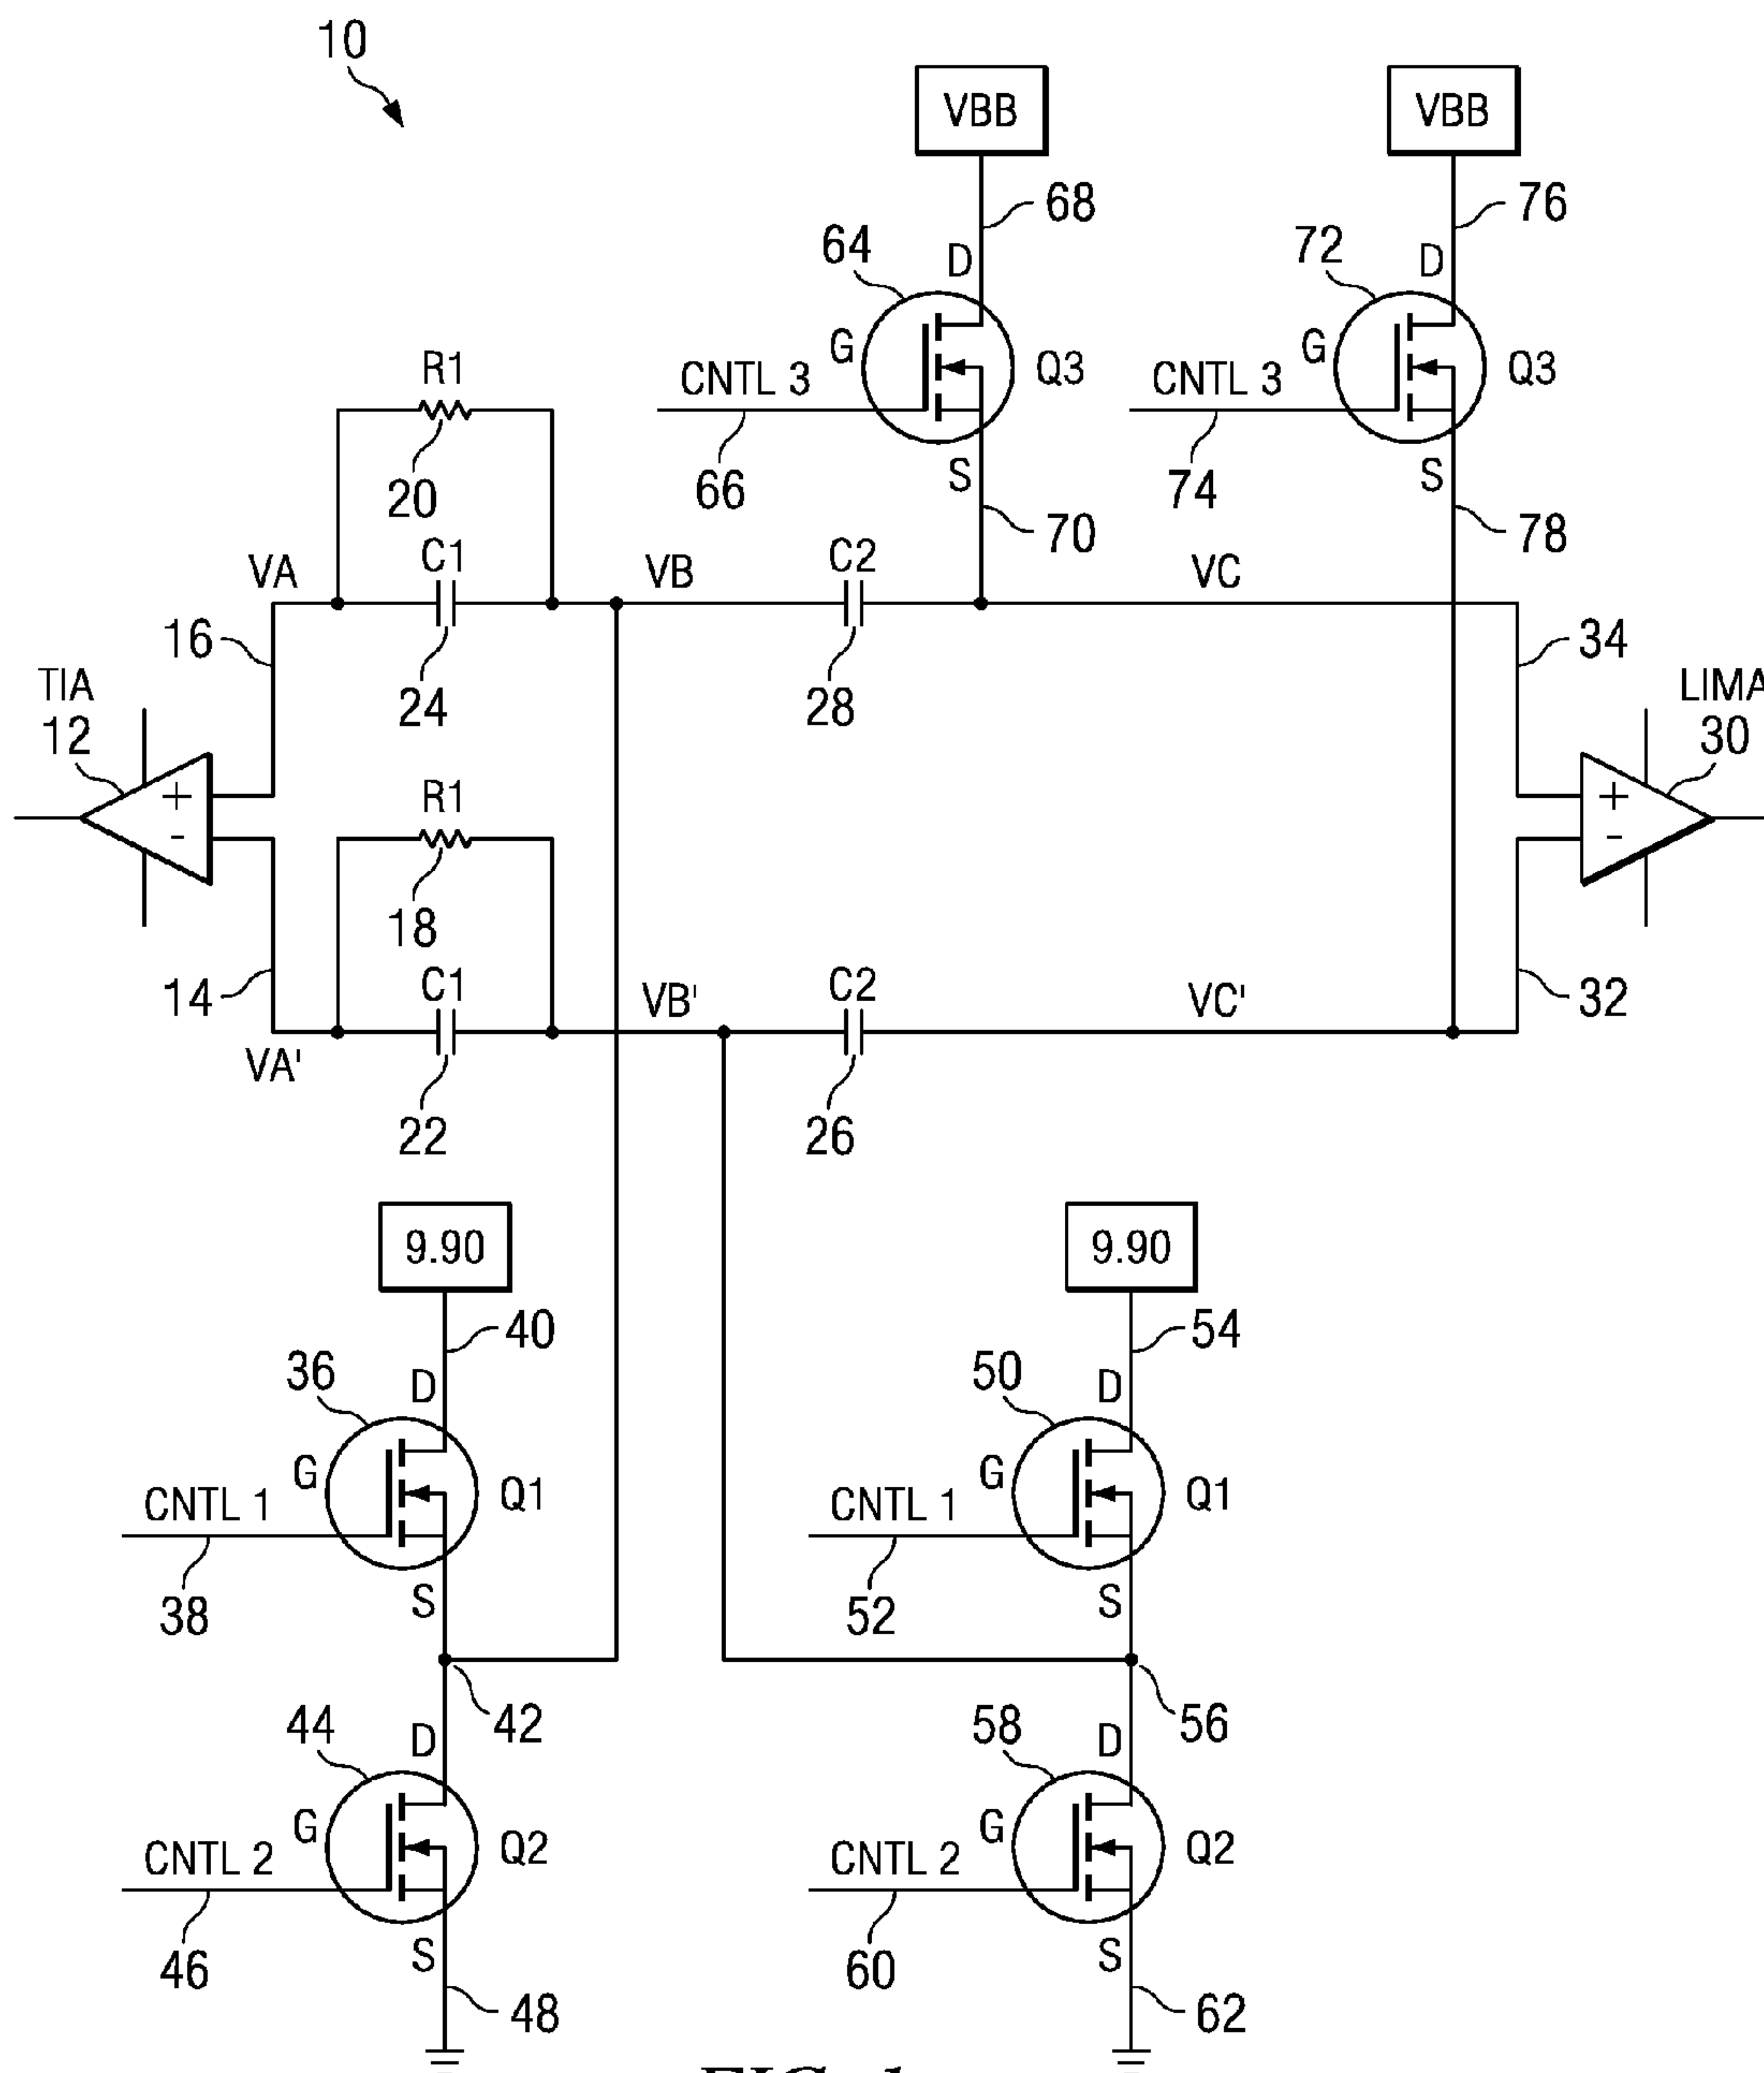 10
VBB
VBB
68
76
64
D
72
D
G
Q3
G
Q3
R1
CNTL 3
CNTL 3
20
66
S
74
S
70
78
VA
C1
VB
C2
VC
16
34
TIA
12
24
28
LIMA
30
+
-
R1
+
-
18
14
C1
VB'
C2
VC'
32
VA'
22
26
9.90
9.90
40
54
36
D
50
D
G
Q1
G
Q1
CNTL 1
CNTL 1
38
S
52
S
42
56
44
D
58
D
G
Q2
G
Q2
CNTL 2
CNTL 2
46
S
60
S
48
62